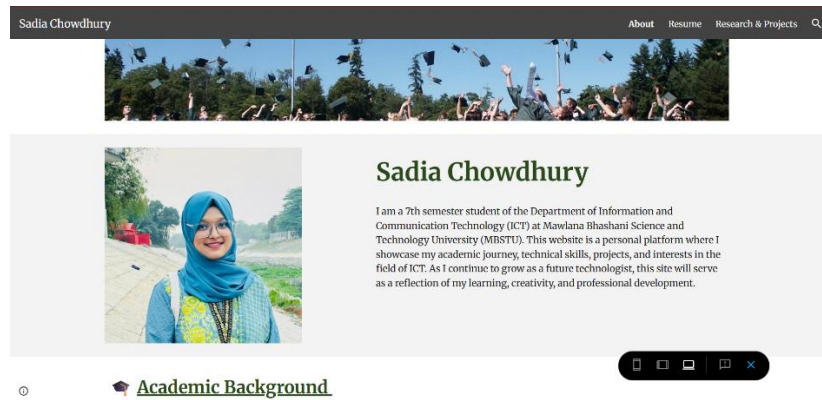 Sadia Chowdhury
About Resume Research & Projects
Sadia Chowdhury
I am a 7th semester student of the Department of Information and
Communication Technology (ICT) at Mawlana Bhashani Science and
Technology University (MBSTU). This website is a personal platform where I
showcase my academic journey, technical skills, projects, and interests in the
field of ICT. As I continue to grow as a future technologist, this site will serve
as a reflection of my learning, creativity, and professional development.
Academic Background